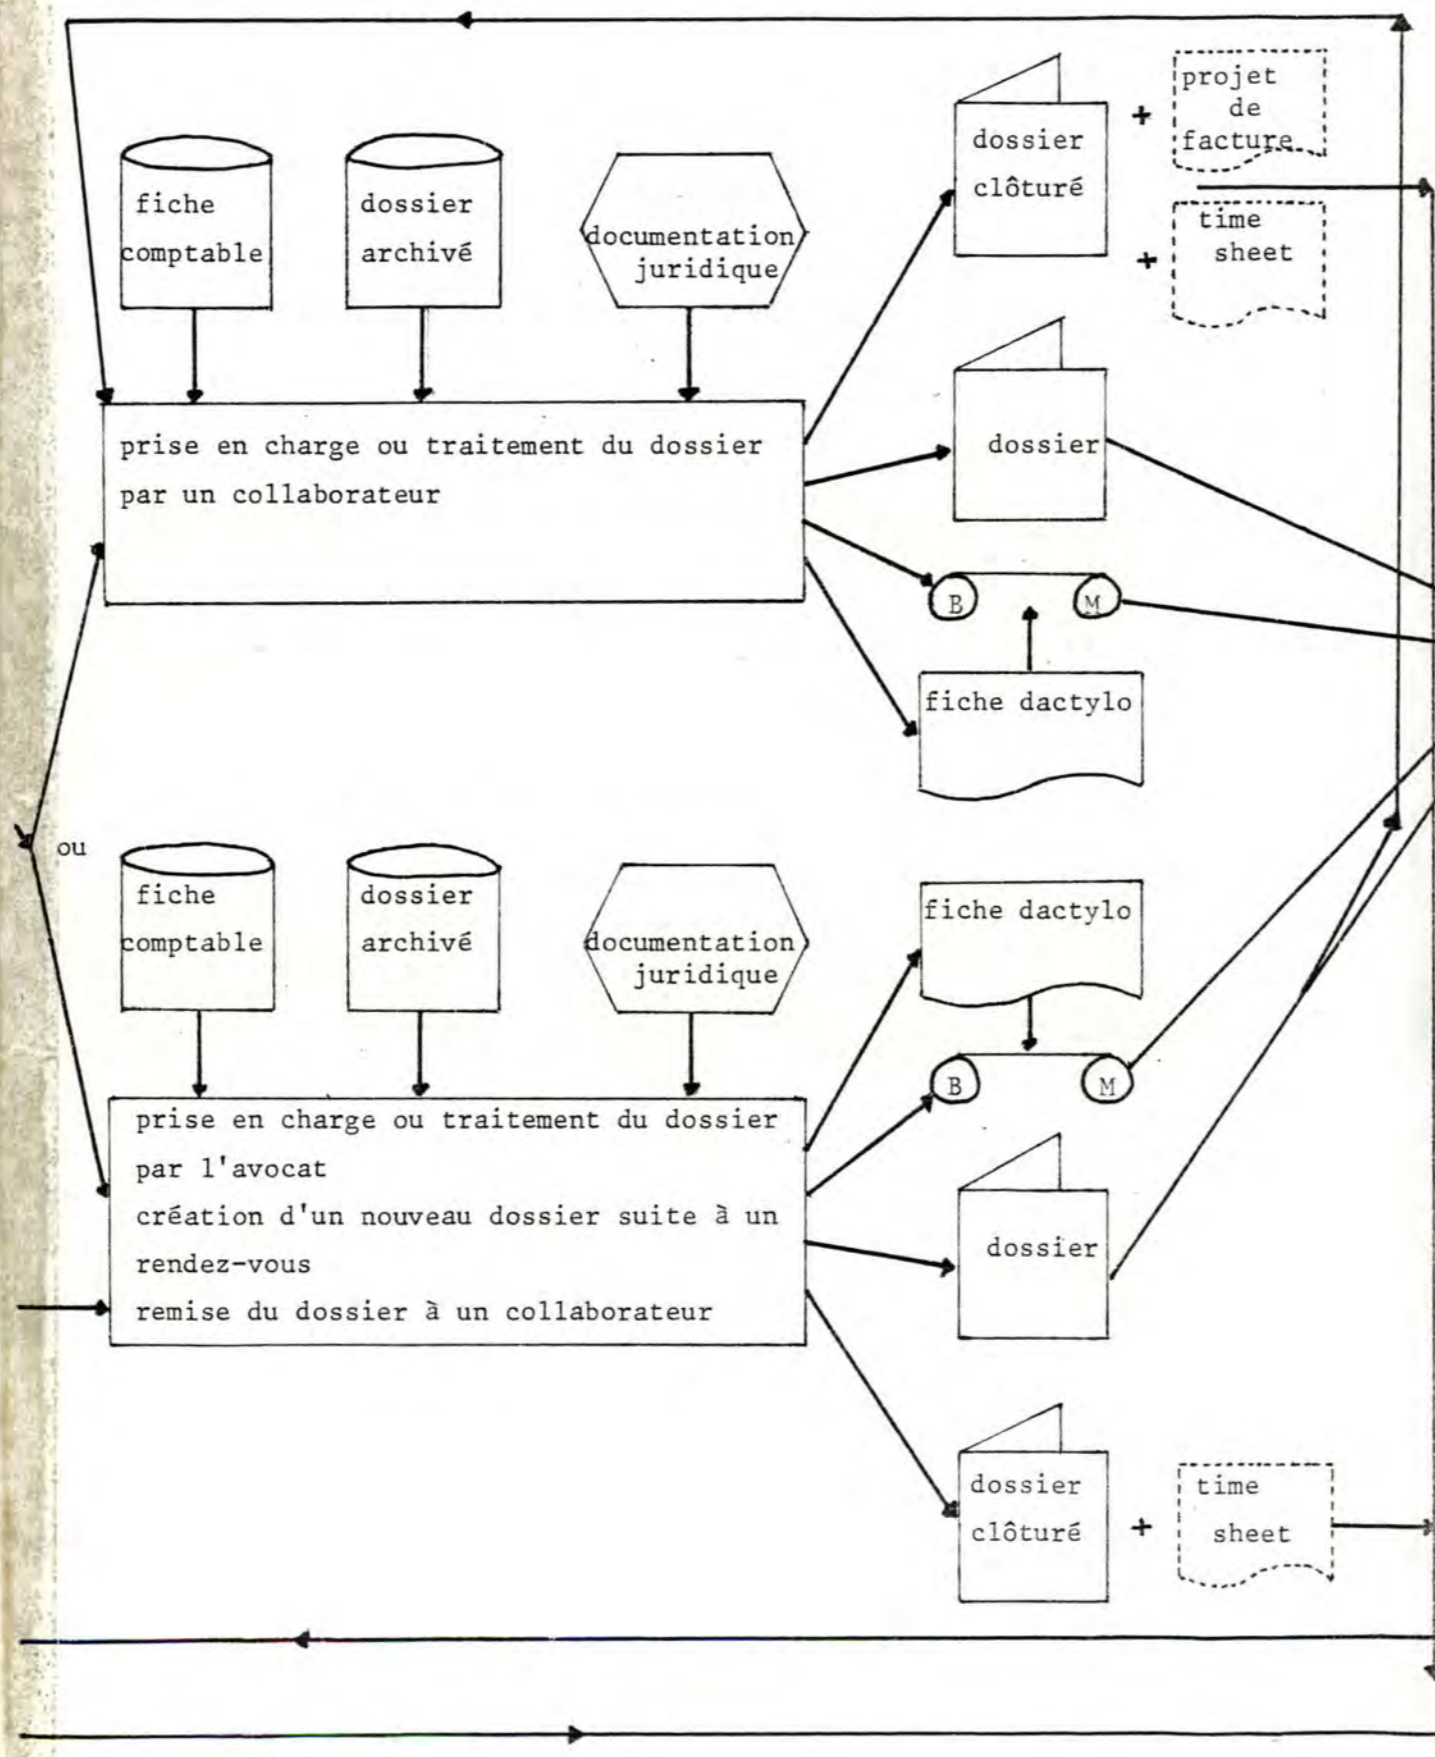 projet
de
facture
dossier
clôturé
+
fiche
comptable
dossier
archivé
documentation
juridique
+
time
sheet
prise en charge ou traitement du dossier
par un collaborateur
dossier
B
M
fiche dactylo
ou
fiche
comptable
dossier
archivé
documentation
juridique
fiche dactylo
B
M
prise en charge ou traitement du dossier
par l'avocat
création d'un nouveau dossier suite à un
rendez-vous
remise du dossier à un collaborateur
dossier
dossier
clôturé
+
time
sheet